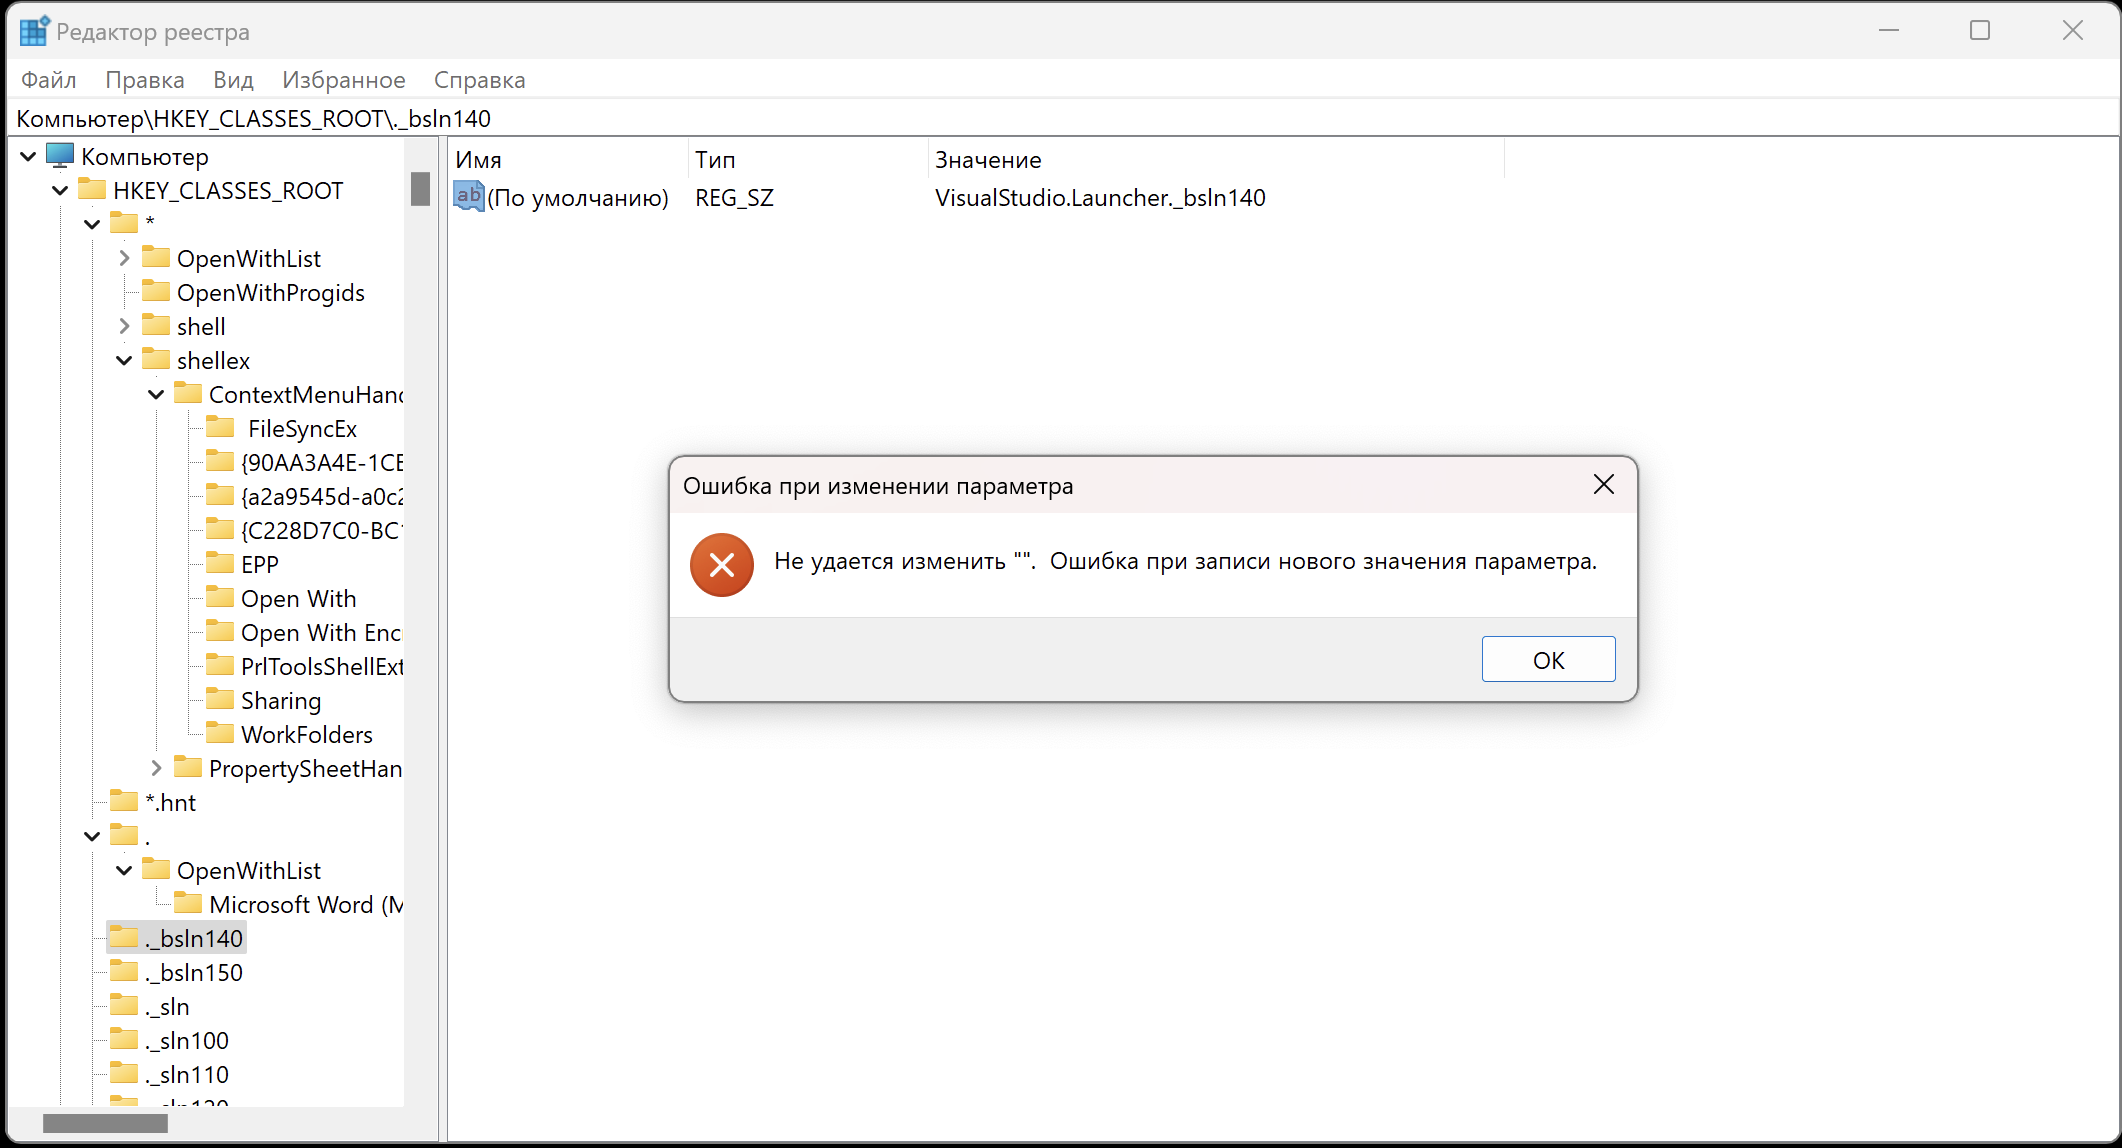 Редактор реестра
Файл Правка Вид Избранное Справка
Компьютер\HKEY_CLASSES_ROOT\._bsln140
Компьютер
HKEY_CLASSES_ROOT
*
OpenWithList
OpenWithProgids
shell
shellex
ContextMenuHand
FileSyncEx
{90AA3A4E-1CE
{a2a9545d-a0c2
{C228D7C0-BC1
EPP
Open With
Open With Enc
PrlToolsShellExt
Sharing
WorkFolders
PropertySheetHan
*.hnt
.
OpenWithList
Microsoft Word (M
._bsln140
._bsln150
._sln
._sln100
._sln110
._sln120
Имя Тип Значение
ab (По умолчанию) REG_SZ VisualStudio.Launcher._bsln140
Ошибка при изменении параметра
Не удается изменить "". Ошибка при записи нового значения параметра.
OK